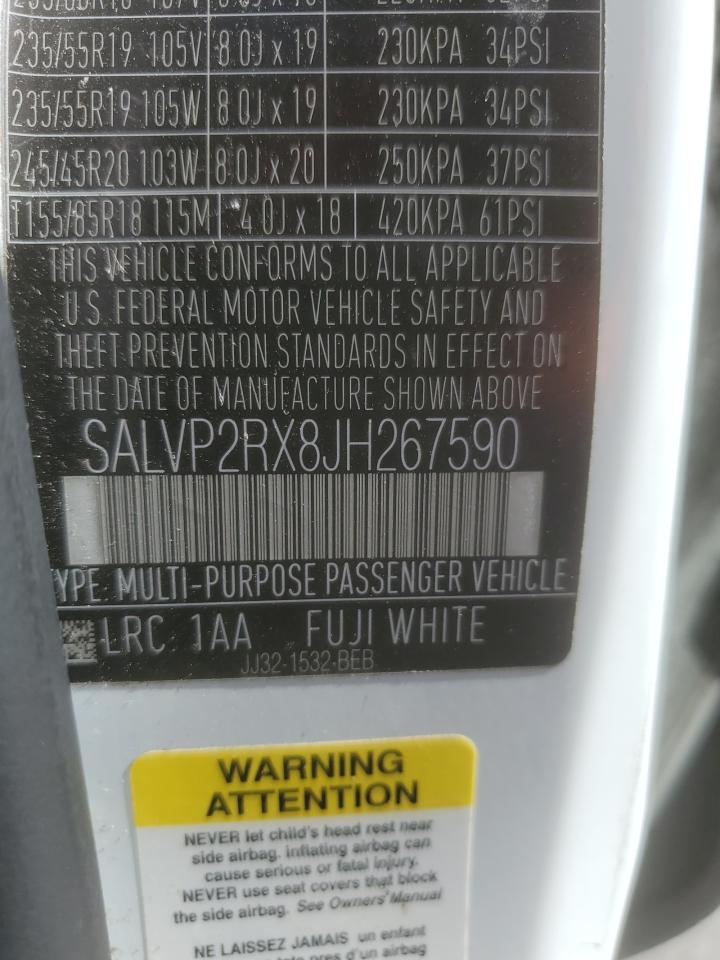 235/55R19 105V 8.0J x 19 230KPA 34PSI
235/55R19 105W 8.0J x 19 230KPA 34PSI
245/45R20 103W 8.0J x 20 250KPA 37PSI
T155/85R18 115M 4.0J x 18 420KPA 61PSI
THIS VEHICLE CONFORMS TO ALL APPLICABLE
U.S. FEDERAL MOTOR VEHICLE SAFETY AND
THEFT PREVENTION STANDARDS IN EFFECT ON
THE DATE OF MANUFACTURE SHOWN ABOVE
SALVP2RX8JH267590
TYPE: MULTI-PURPOSE PASSENGER VEHICLE
LRC 1AA FUJI WHITE
JJ32-1532-BEB
WARNING
ATTENTION
NEVER let child's head rest near
side airbag. inflating airbag can
cause serious or fatal injury.
NEVER use seat covers that block
the side airbag. See Owners' Manual
NE LAISSEZ JAMAIS un enfant
tete pres d'un airbag